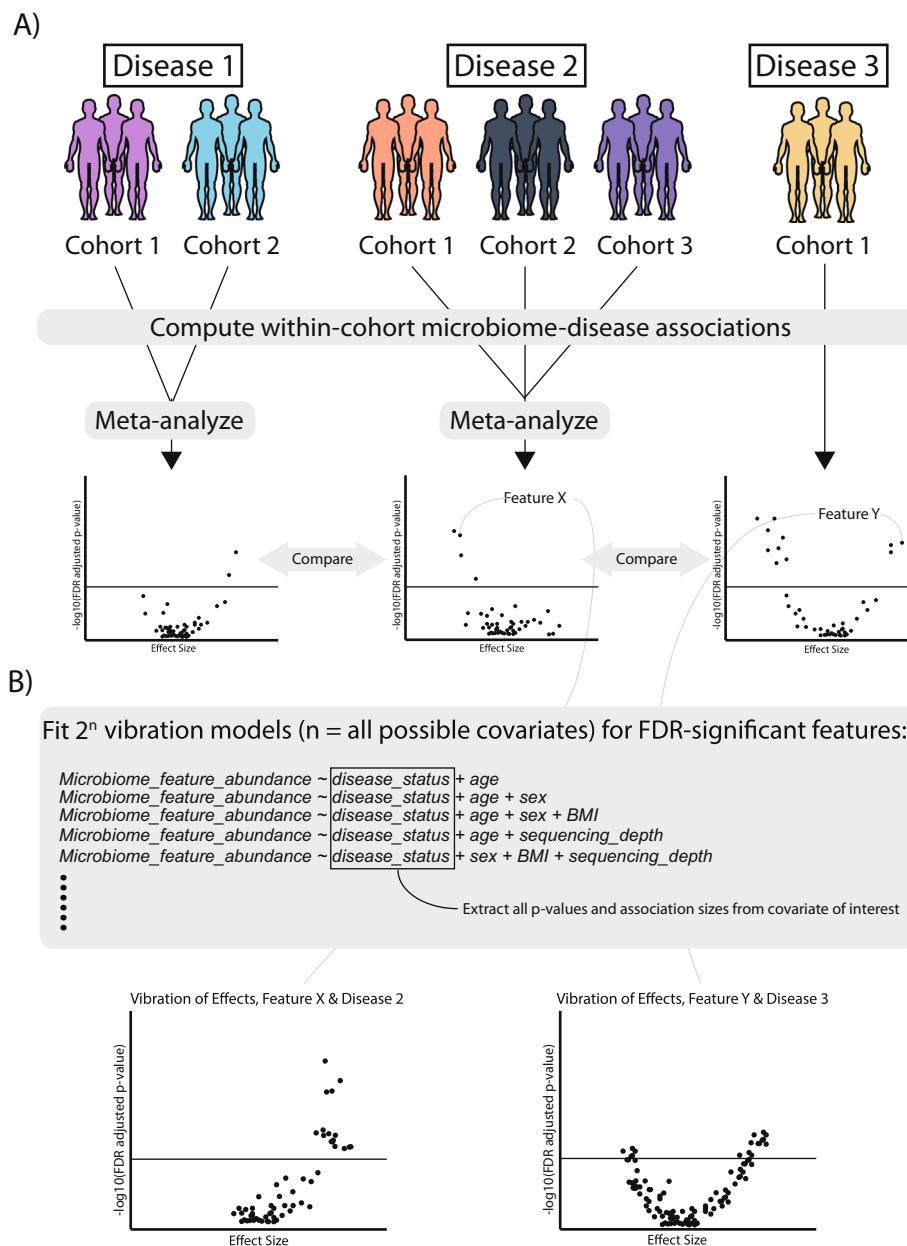 A)
Disease 1
Disease 2
Disease 3
Cohort 1
Cohort 2
Cohort 1
Cohort 2
Cohort 3
Cohort 1
Compute within-cohort microbiome-disease associations
Meta-analyze
Meta-analyze
-log10(FDR adjusted p-value)
Effect Size
Compare
-log10(FDR adjusted p-value)
Feature X
Effect Size
Compare
-log10(FDR adjusted p-value)
Feature Y
Effect Size
B)
Fit 2ⁿ vibration models (n = all possible covariates) for FDR-significant features:
Microbiome_feature_abundance ~ disease_status + age
Microbiome_feature_abundance ~ disease_status + age + sex
Microbiome_feature_abundance ~ disease_status + age + sex + BMI
Microbiome_feature_abundance ~ disease_status + age + sequencing_depth
Microbiome_feature_abundance ~ disease_status + sex + BMI + sequencing_depth
Extract all p-values and association sizes from covariate of interest
Vibration of Effects, Feature X & Disease 2
-log10(FDR adjusted p-value)
Effect Size
Vibration of Effects, Feature Y & Disease 3
-log10(FDR adjusted p-value)
Effect Size